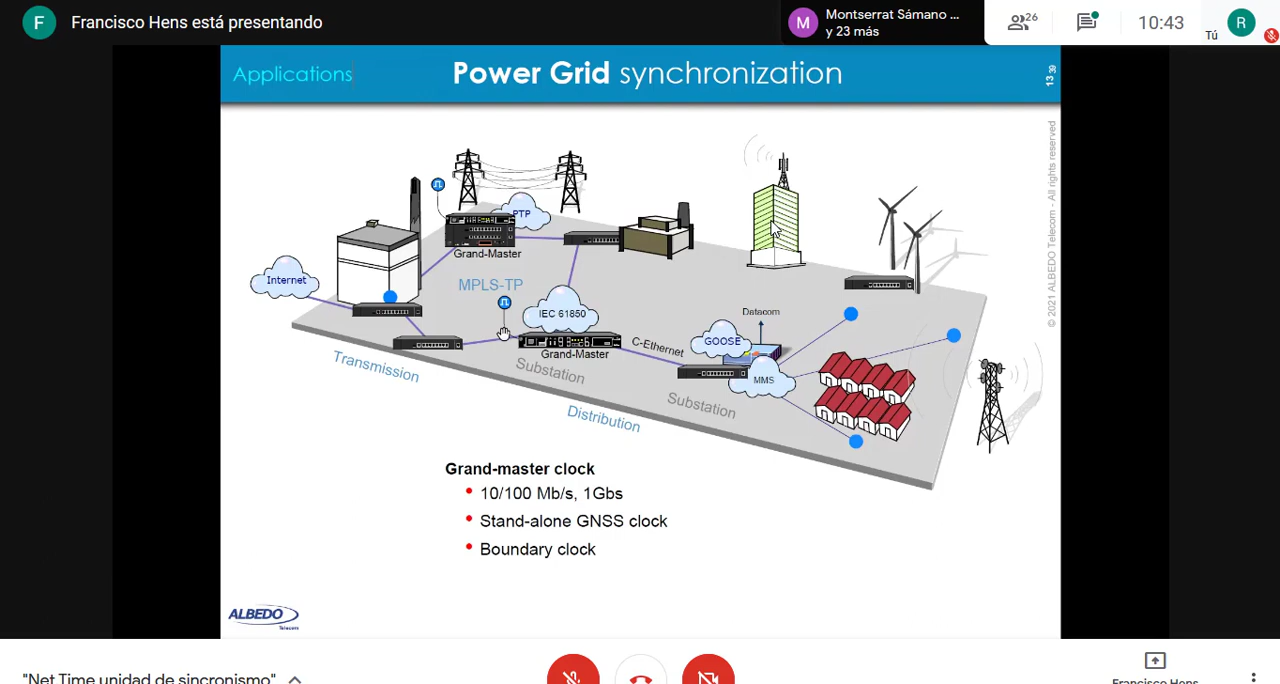 F
Francisco Hens está presentando
M
Montserrat Sámano ...
y 23 más
26
10:43
Tú
R
Applications
Power Grid synchronization
13
39
© 2021 ALBEDO Telecom - All rights reserved
PTP
Grand-Master
Internet
MPLS-TP
IEC 61850
Grand-Master
C-Ethernet
Datacom
GOOSE
MMS
Transmission
Substation
Substation
Distribution
Grand-master clock
• 10/100 Mb/s, 1Gbs
• Stand-alone GNSS clock
• Boundary clock
ALBEDO
Telecom
"Net Time unidad de sincronismo"
Francisco Hens